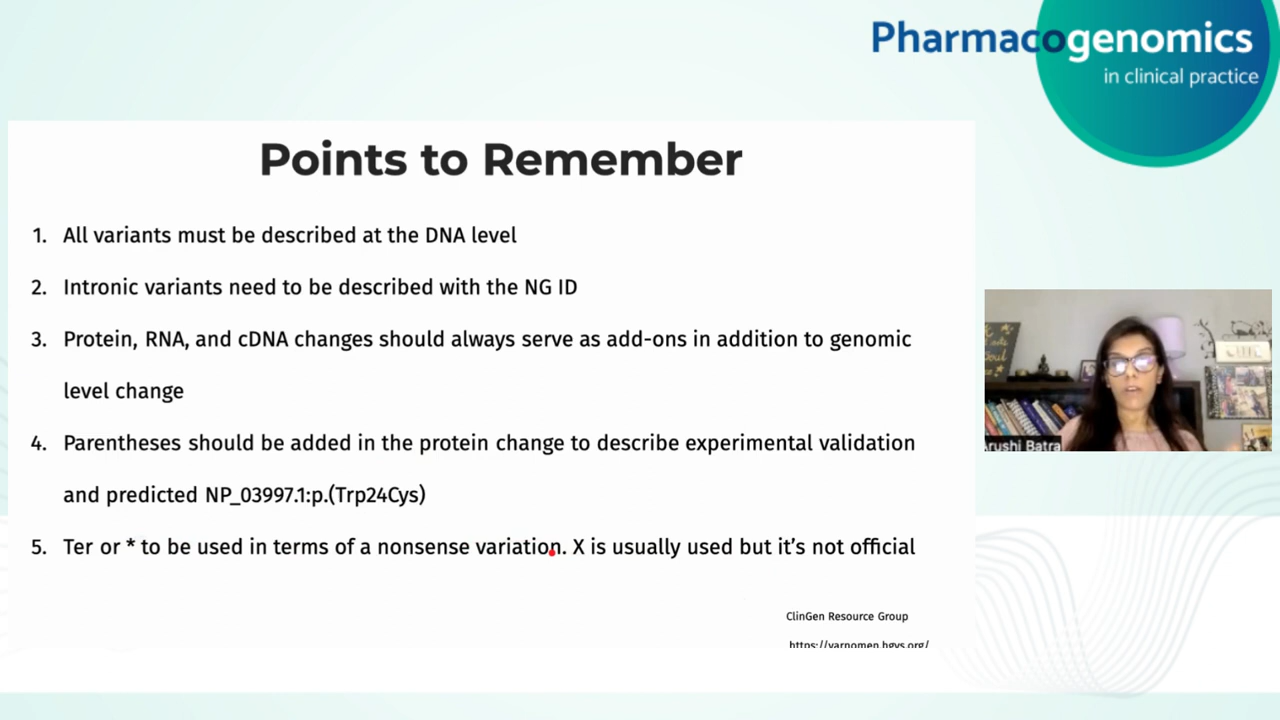 Pharmacogenomics
in clinical practice
Points to Remember
1. All variants must be described at the DNA level
2. Intronic variants need to be described with the NG ID
3. Protein, RNA, and cDNA changes should always serve as add-ons in addition to genomic
level change
4. Parentheses should be added in the protein change to describe experimental validation
and predicted NP_03997.1:p.(Trp24Cys)
5. Ter or * to be used in terms of a nonsense variation. X is usually used but it's not official
Arushi Batra
ClinGen Resource Group
https://varnomen.hgvs.org/